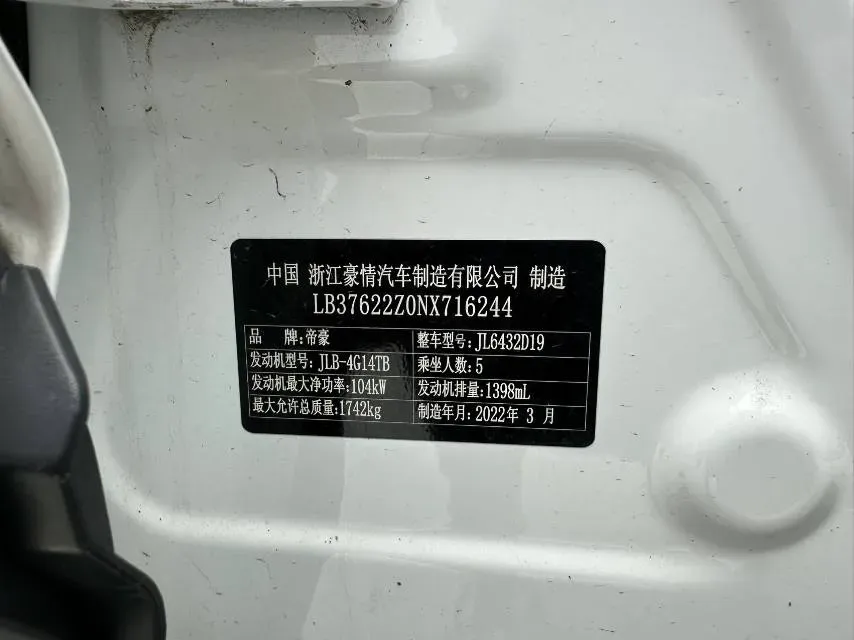 中国 浙江豪情汽车制造有限公司 制造
LB37622Z0NX716244
品 牌:帝豪 整车型号:JL6432D19
发动机型号:JLB-4G14TB 乘坐人数:5
发动机最大净功率:104kW 发动机排量:1398mL
最大允许总质量:1742kg 制造年月:2022年 3 月